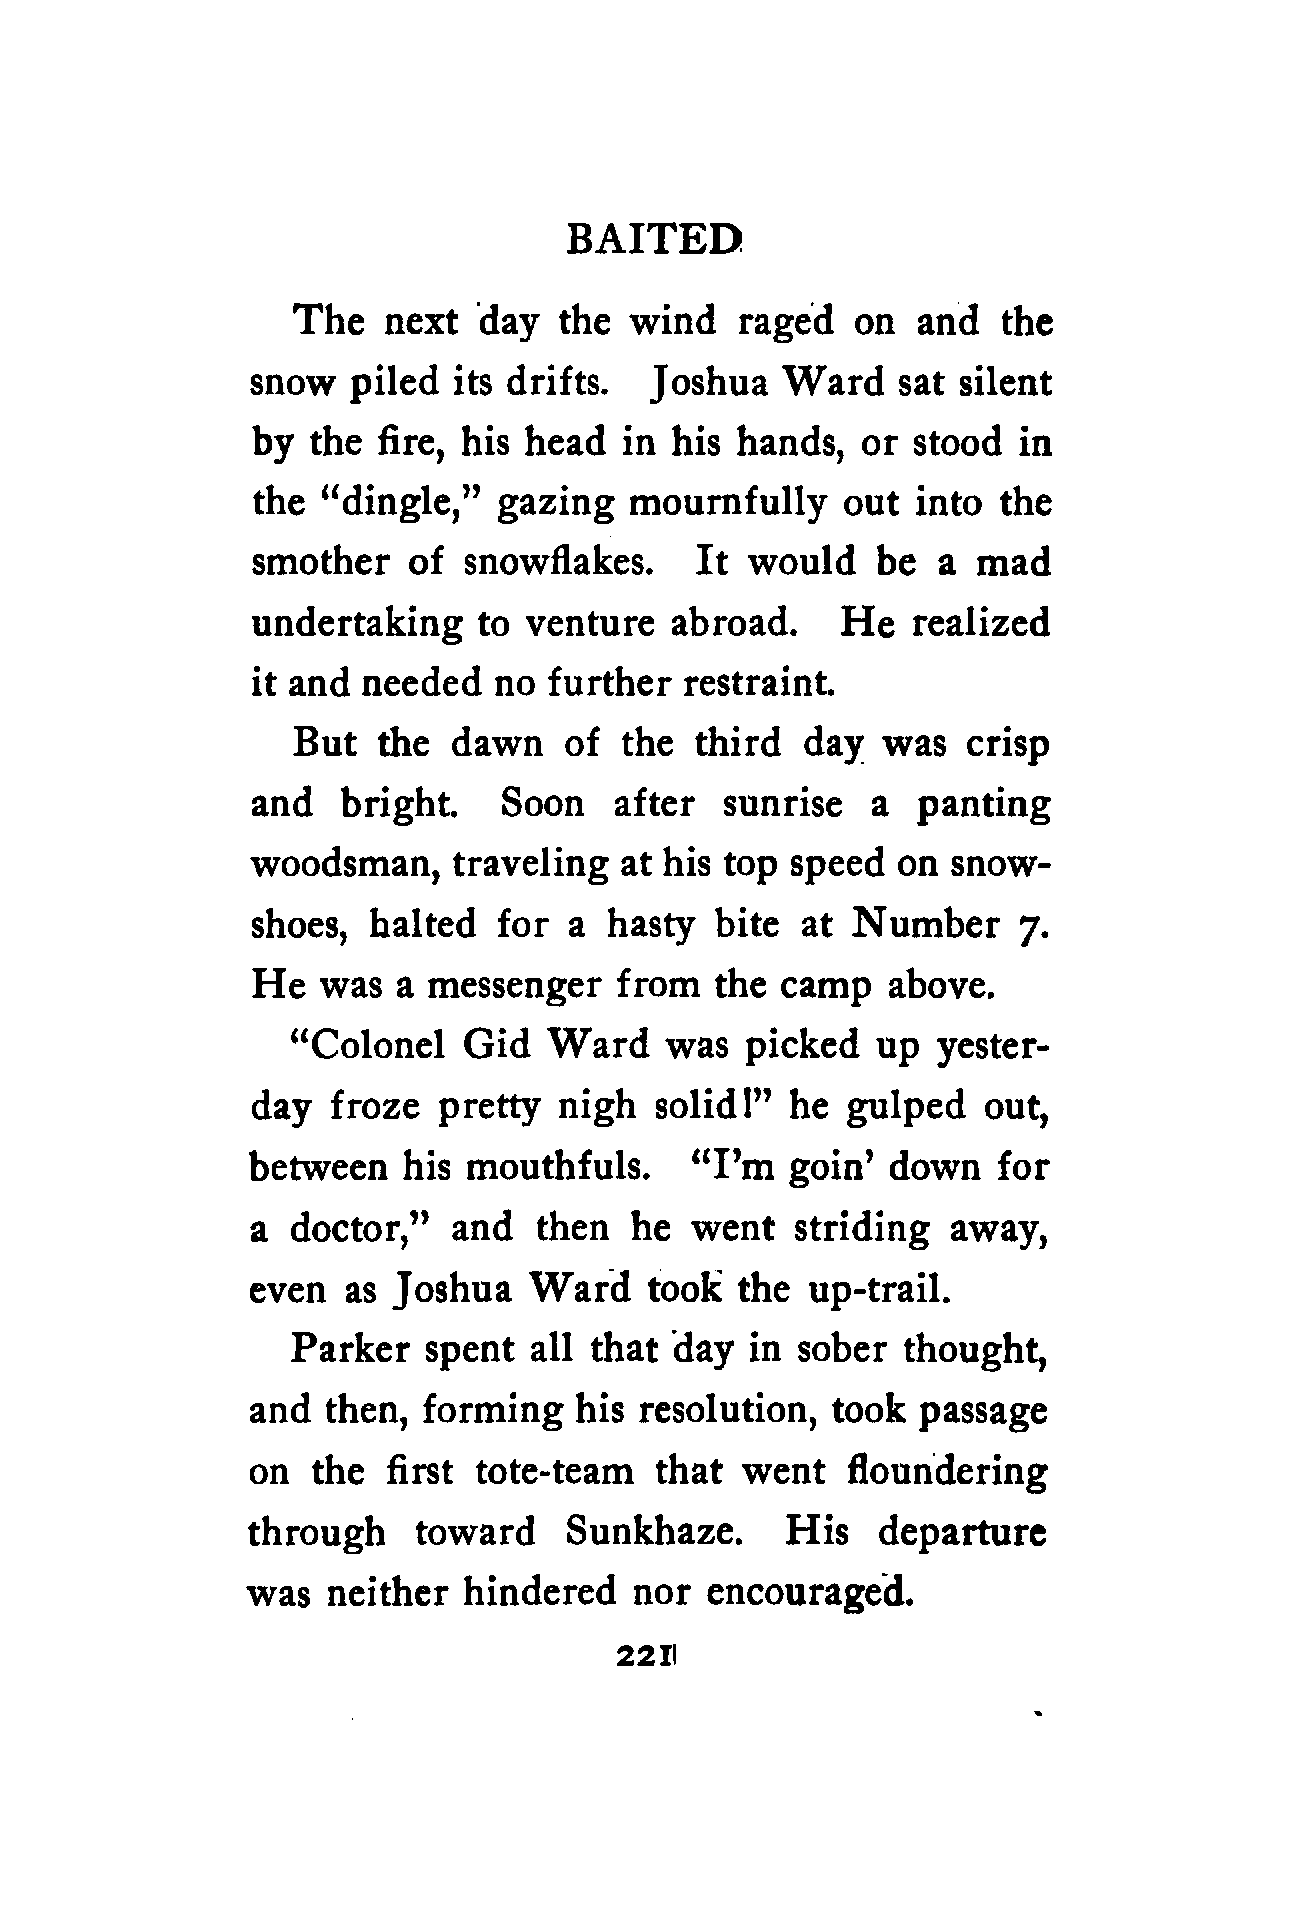 BAITED
The next day the wind raged on and the
snow piled its drifts. Joshua Ward sat silent
by the fire, his head in his hands, or stood in
the "dingle," gazing mournfully out into the
smother of snowflakes. It would be a mad
undertaking to venture abroad. He realized
it and needed no further restraint.
But the dawn of the third day was crisp
and bright. Soon after sunrise a panting
woodsman, traveling at his top speed on snow-
shoes, halted for a hasty bite at Number 7.
He was a messenger from the camp above.
"Colonel Gid Ward was picked up yester-
day froze pretty nigh solid!" he gulped out,
between his mouthfuls. "I'm goin' down for
a doctor," and then he went striding away,
even as Joshua Ward took the up-trail.
Parker spent all that day in sober thought,
and then, forming his resolution, took passage
on the first tote-team that went floundering
through toward Sunkhaze. His departure
was neither hindered nor encouraged.
221